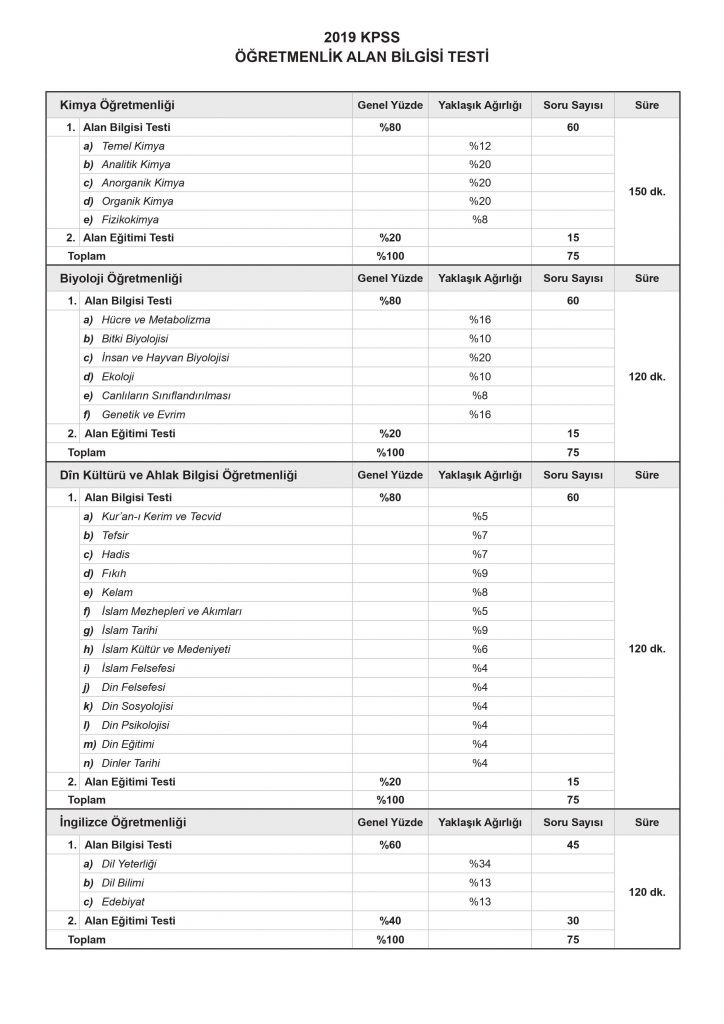 2019 KPSS
ÖĞRETMENLİK ALAN BİLGİSİ TESTİ
Kimya Öğretmenliği Genel Yüzde Yaklaşık Ağırlığı Soru Sayısı Süre
1. Alan Bilgisi Testi %80 60
a) Temel Kimya %12
b) Analitik Kimya %20
c) Anorganik Kimya %20
150 dk.
d) Organik Kimya %20
e) Fizikokimya %8
2. Alan Eğitimi Testi %20 15
Toplam %100 75
Biyoloji Öğretmenliği Genel Yüzde Yaklaşık Ağırlığı Soru Sayısı Süre
1. Alan Bilgisi Testi %80 60
a) Hücre ve Metabolizma %16
b) Bitki Biyolojisi %10
c) İnsan ve Hayvan Biyolojisi %20
d) Ekoloji %10 120 dk.
e) Canlıların Sınıflandırılması %8
f) Genetik ve Evrim %16
2. Alan Eğitimi Testi %20 15
Toplam %100 75
Dîn Kültürü ve Ahlak Bilgisi Öğretmenliği Genel Yüzde Yaklaşık Ağırlığı Soru Sayısı Süre
1. Alan Bilgisi Testi %80 60
a) Kur’an-ı Kerim ve Tecvid %5
b) Tefsir %7
c) Hadis %7
d) Fıkıh %9
e) Kelam %8
f) İslam Mezhepleri ve Akımları %5
g) İslam Tarihi %9
h) İslam Kültür ve Medeniyeti %6 120 dk.
i) İslam Felsefesi %4
j) Din Felsefesi %4
k) Din Sosyolojisi %4
l) Din Psikolojisi %4
m) Din Eğitimi %4
n) Dinler Tarihi %4
2. Alan Eğitimi Testi %20 15
Toplam %100 75
İngilizce Öğretmenliği Genel Yüzde Yaklaşık Ağırlığı Soru Sayısı Süre
1. Alan Bilgisi Testi %60 45
a) Dil Yeterliği %34
b) Dil Bilimi %13
120 dk.
c) Edebiyat %13
2. Alan Eğitimi Testi %40 30
Toplam %100 75